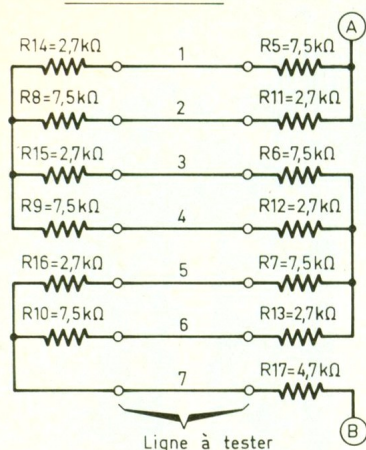 A
R14=2,7kΩ 1 R5=7,5kΩ
R8=7,5kΩ 2 R11=2,7kΩ
R15=2,7kΩ 3 R6=7,5kΩ
R9=7,5kΩ 4 R12=2,7kΩ
R16=2,7kΩ 5 R7=7,5kΩ
R10=7,5kΩ 6 R13=2,7kΩ
7 R17=4,7kΩ
B
Ligne à tester